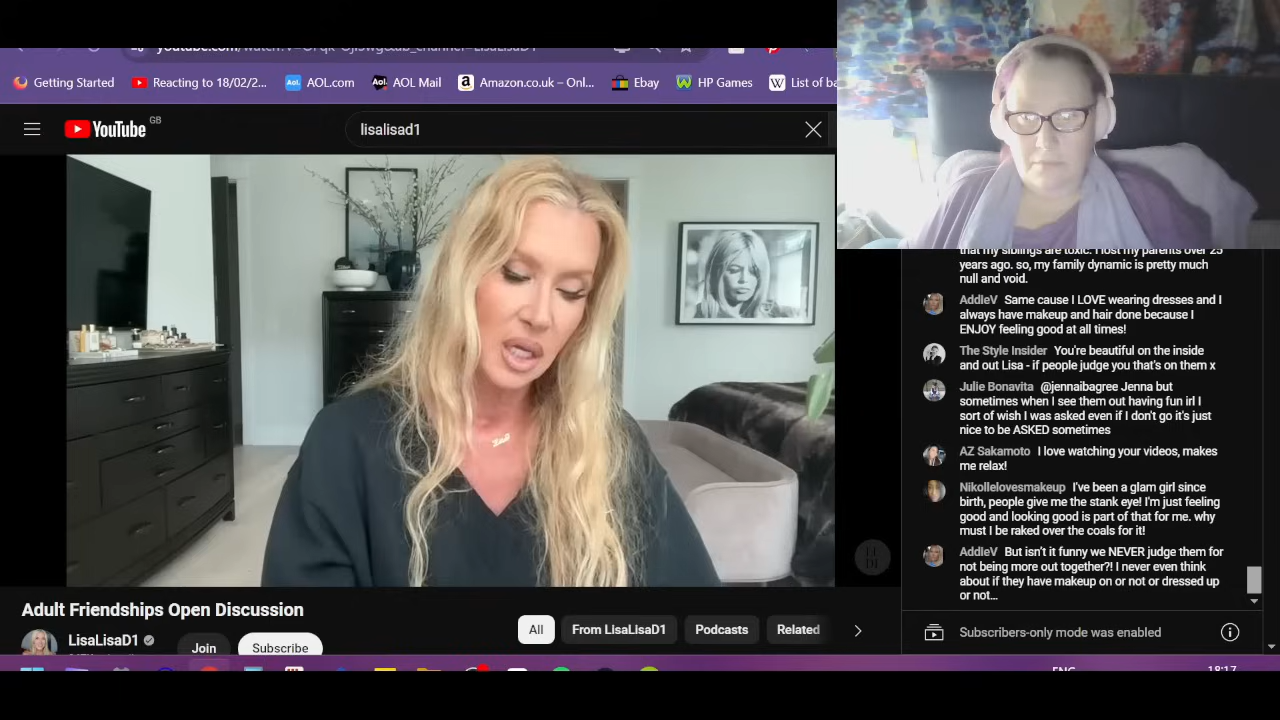 Getting Started
Reacting to 18/02/2...
AOL.com
AOL Mail
Amazon.co.uk – Onl...
Ebay
HP Games
List of ba
YouTube GB
lisalisad1
that my siblings are toxic. I lost my parents over 25
years ago. so, my family dynamic is pretty much
null and void.
AddieV Same cause I LOVE wearing dresses and I
always have makeup and hair done because I
ENJOY feeling good at all times!
The Style Insider You're beautiful on the inside
and out Lisa - if people judge you that's on them x
Julie Bonavita @jennaibagree Jenna but
sometimes when I see them out having fun irl I
sort of wish I was asked even if I don't go it's just
nice to be ASKED sometimes
AZ Sakamoto I love watching your videos, makes
me relax!
Nikollelovesmakeup I've been a glam girl since
birth, people give me the stank eye! I'm just feeling
good and looking good is part of that for me. why
must I be raked over the coals for it!
AddieV But isn't it funny we NEVER judge them for
not being more out together?! I never even think
about if they have makeup on or not or dressed up
or not...
Subscribers-only mode was enabled
Adult Friendships Open Discussion
LisaLisaD1
Join
Subscribe
All
From LisaLisaD1
Podcasts
Related
ENG
18:17